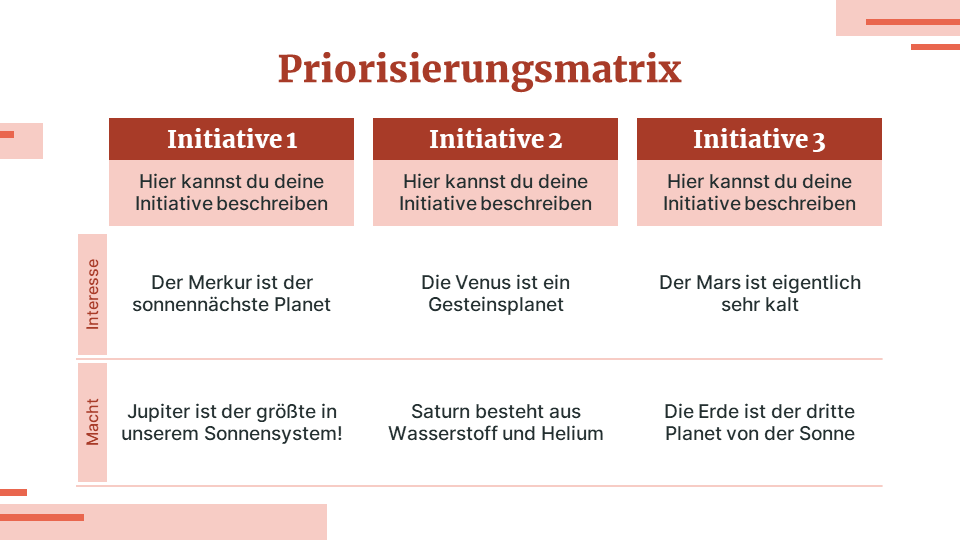 Priorisierungsmatrix
Initiative 1
Initiative 2
Initiative 3
Hier kannst du deine
Initiative beschreiben
Hier kannst du deine
Initiative beschreiben
Hier kannst du deine
Initiative beschreiben
Interesse
Der Merkur ist der
sonnennächste Planet
Die Venus ist ein
Gesteinsplanet
Der Mars ist eigentlich
sehr kalt
Macht
Jupiter ist der größte in
unserem Sonnensystem!
Saturn besteht aus
Wasserstoff und Helium
Die Erde ist der dritte
Planet von der Sonne